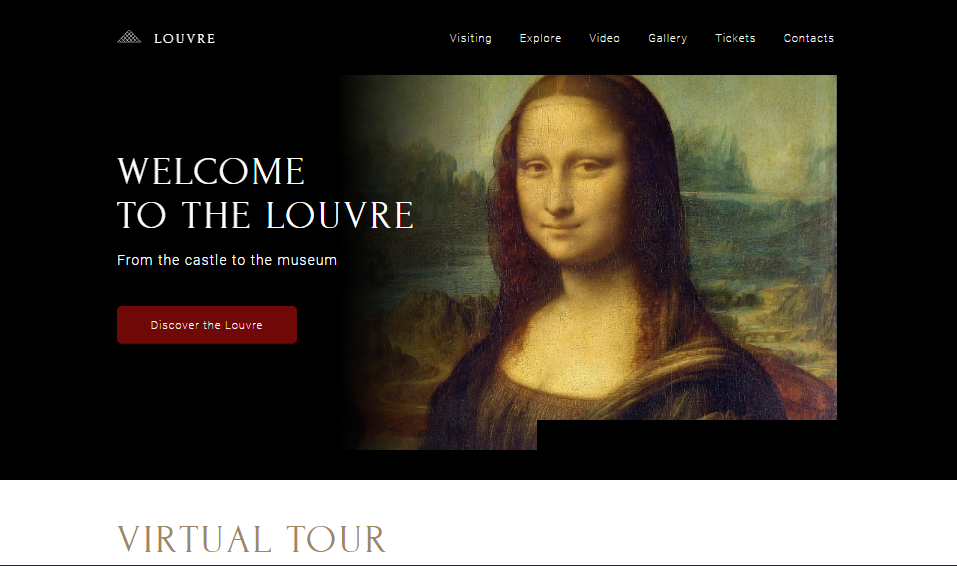 LOUVRE
Visiting Explore Video Gallery Tickets Contacts
WELCOME
TO THE LOUVRE
From the castle to the museum
Discover the Louvre
VIRTUAL TOUR